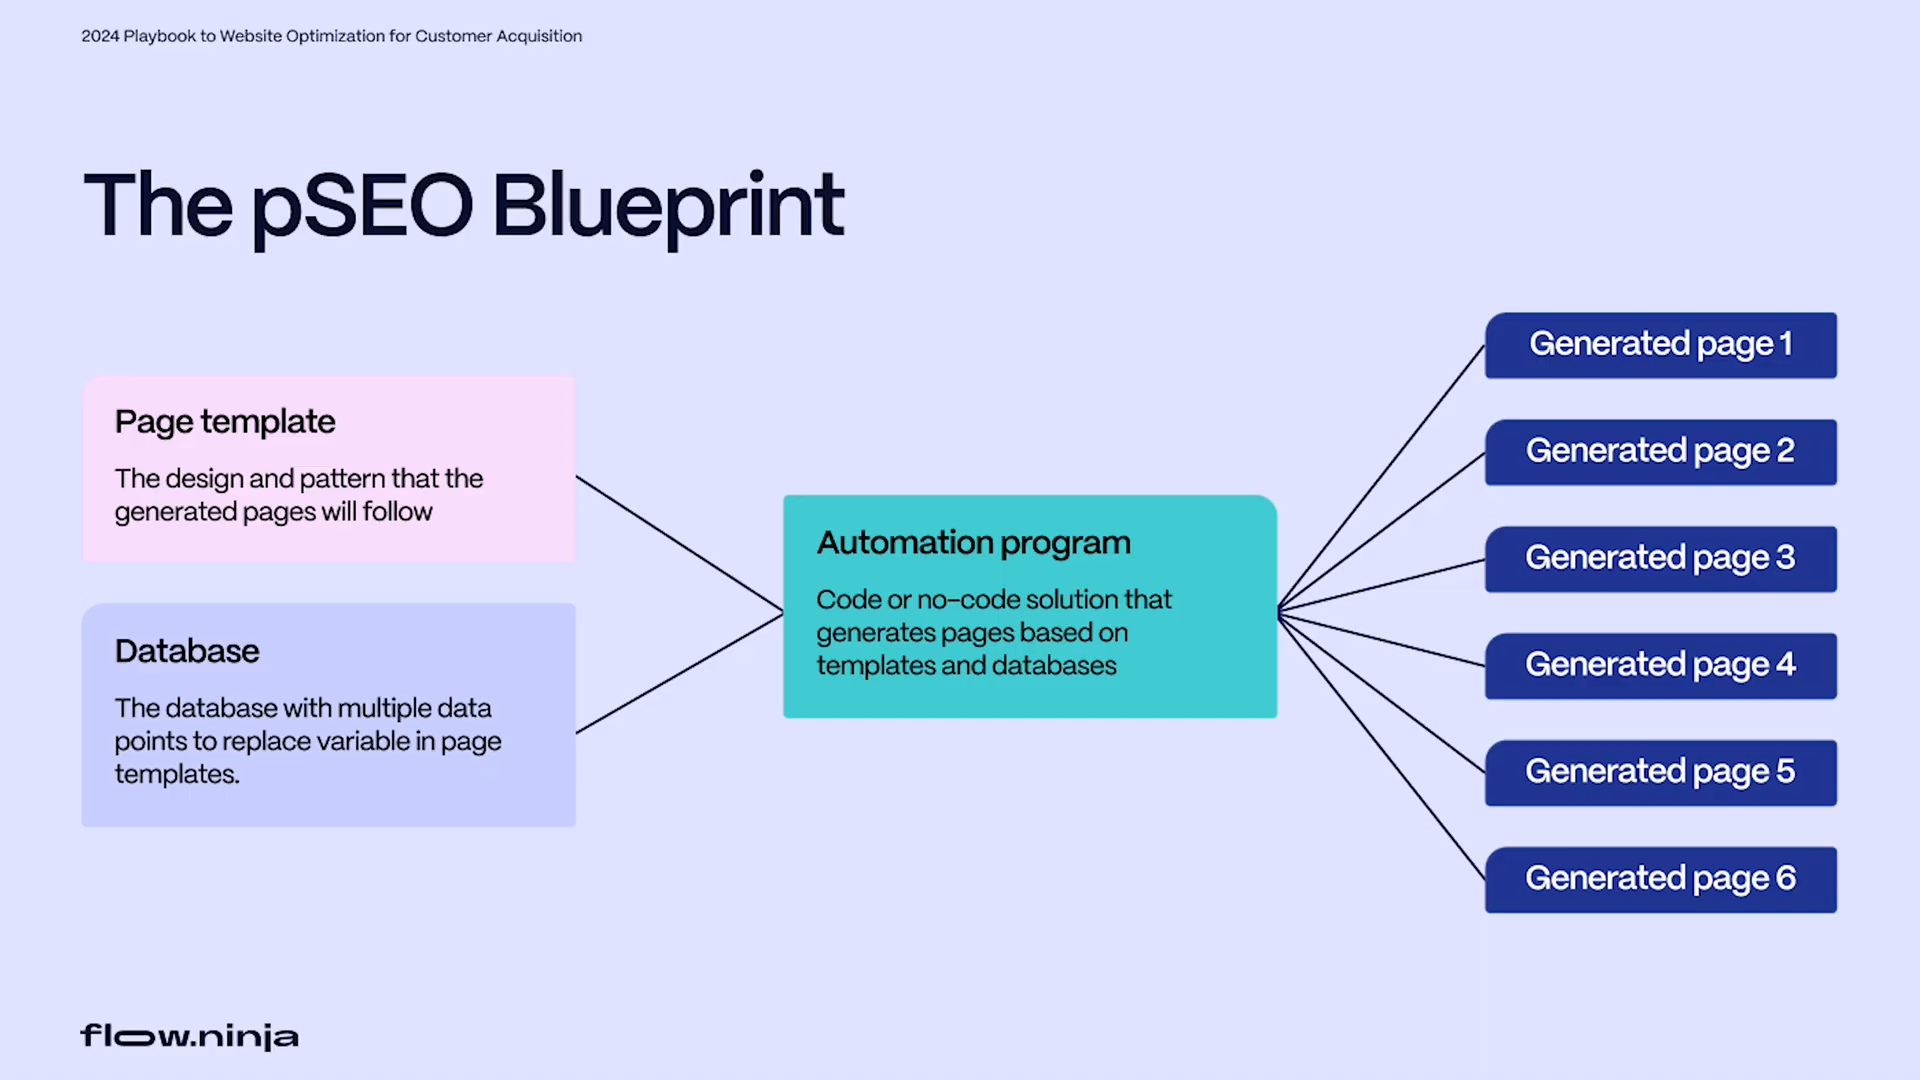 2024 Playbook to Website Optimization for Customer Acquisition
The pSEO Blueprint
Page template
The design and pattern that the
generated pages will follow
Database
The database with multiple data
points to replace variable in page
templates.
Automation program
Code or no-code solution that
generates pages based on
templates and databases
Generated page 1
Generated page 2
Generated page 3
Generated page 4
Generated page 5
Generated page 6
flow.ninja